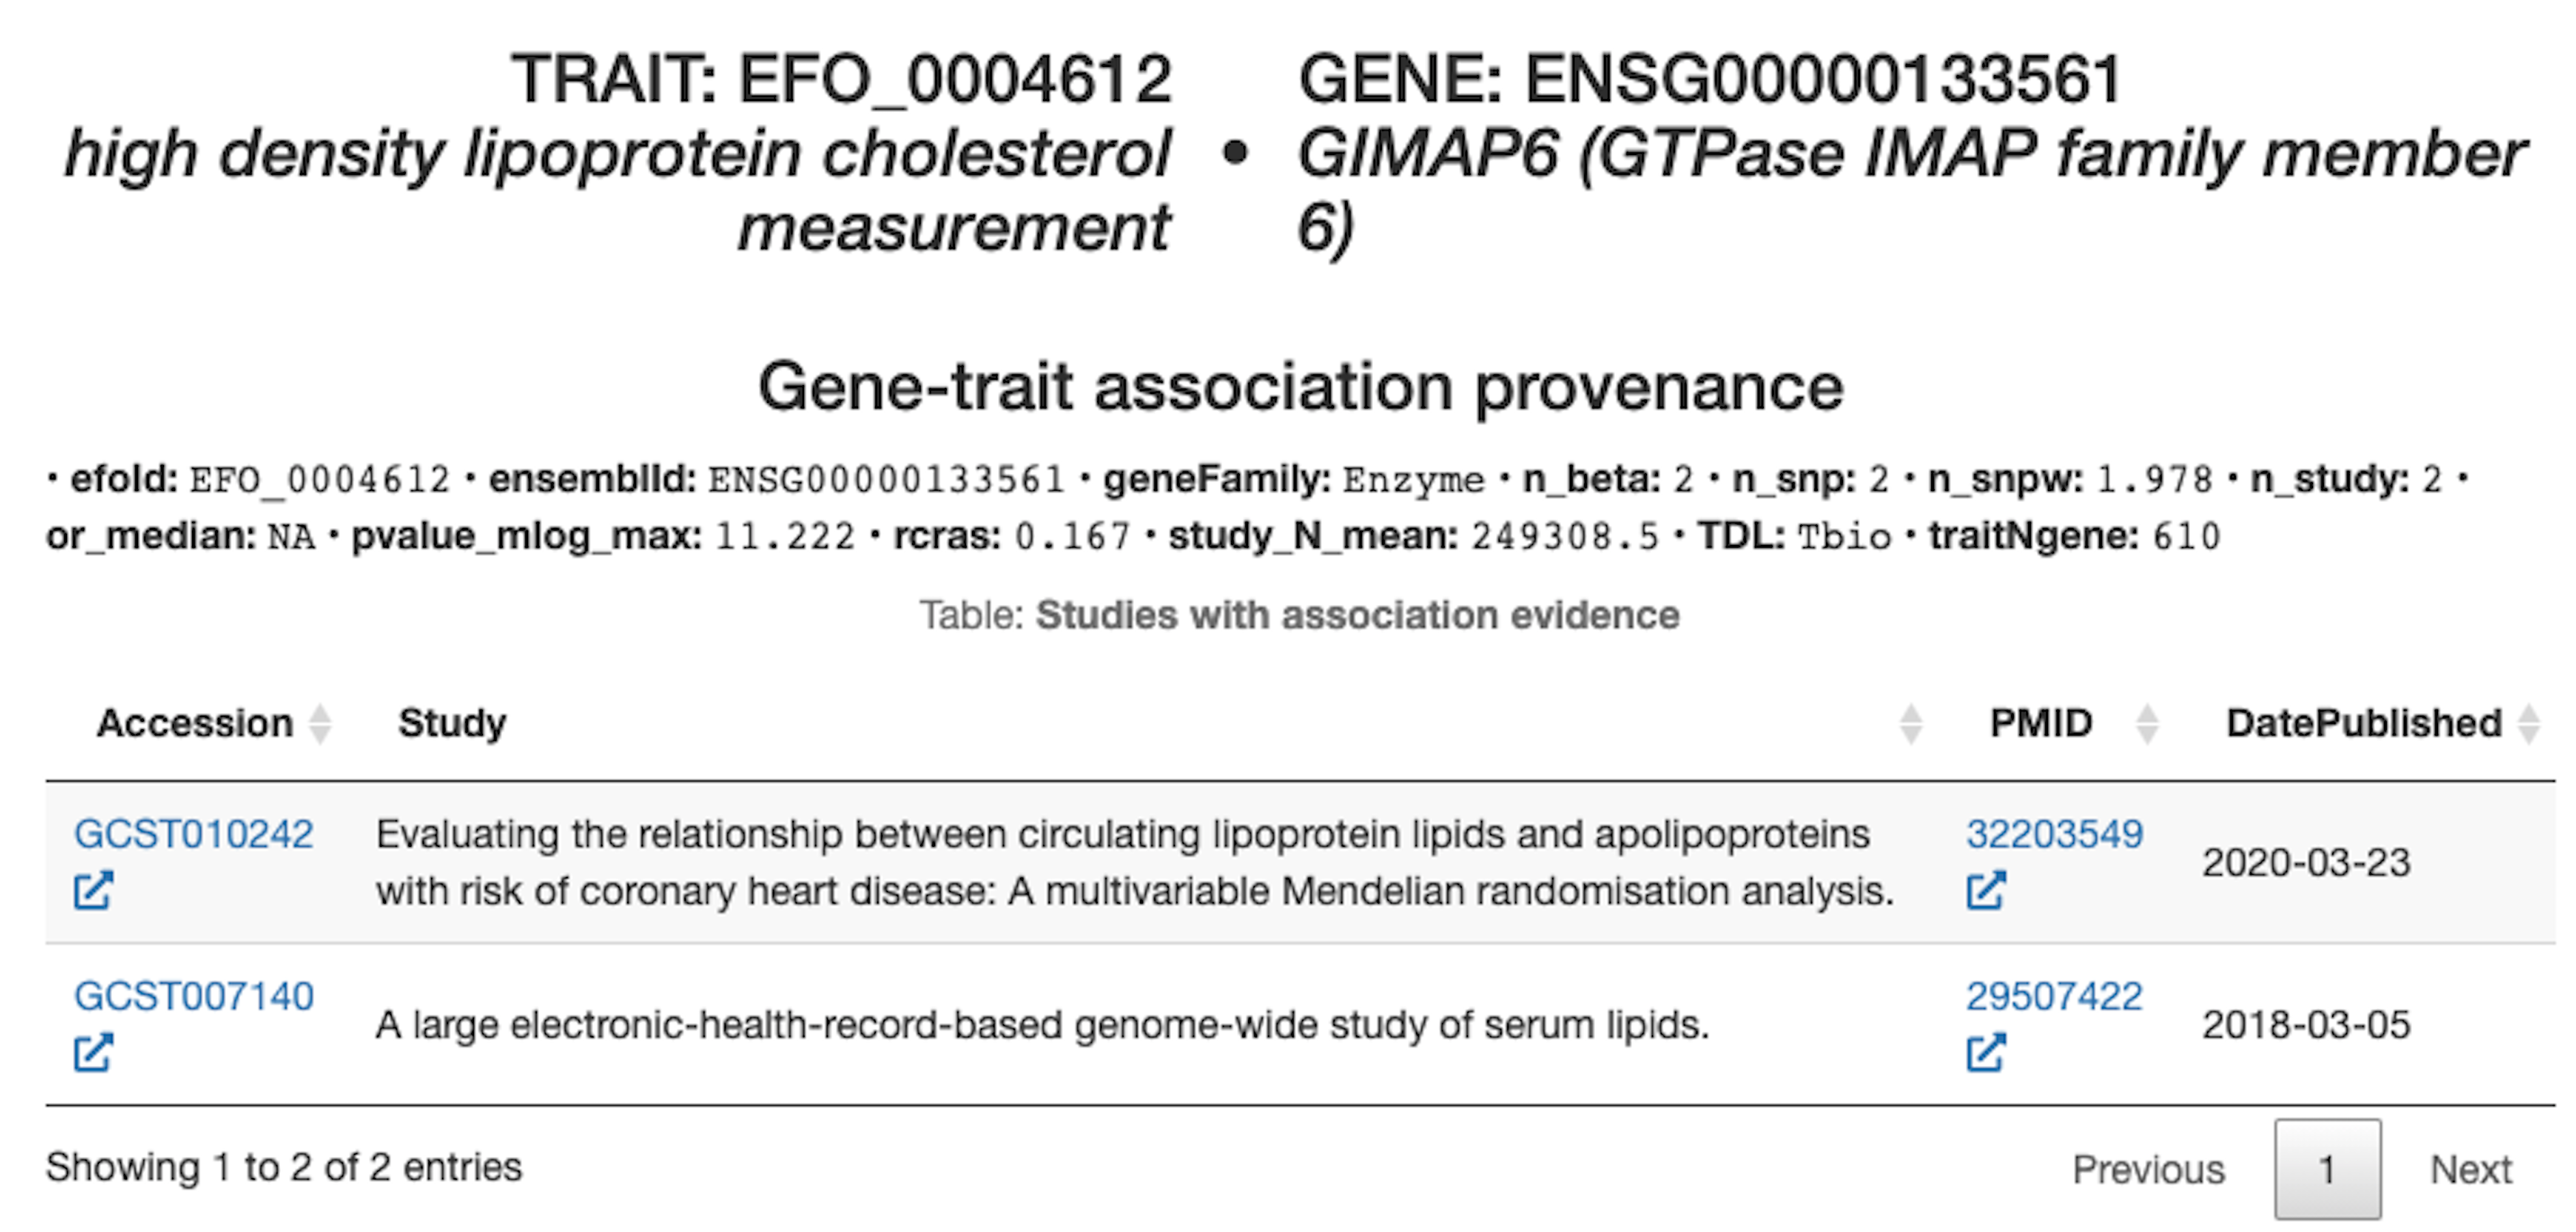 TRAIT: EFO_0004612
high density lipoprotein cholesterol
measurement
•
GENE: ENSG00000133561
GIMAP6 (GTPase IMAP family member
6)
Gene-trait association provenance
• efoId: EFO_0004612 • ensemblId: ENSG00000133561 • geneFamily: Enzyme • n_beta: 2 • n_snp: 2 • n_snpw: 1.978 • n_study: 2 •
or_median: NA • pvalue_mlog_max: 11.222 • rcras: 0.167 • study_N_mean: 249308.5 • TDL: Tbio • traitNgene: 610
Table: Studies with association evidence
Accession Study PMID DatePublished
GCST010242
Evaluating the relationship between circulating lipoprotein lipids and apolipoproteins
with risk of coronary heart disease: A multivariable Mendelian randomisation analysis.
32203549
2020-03-23
GCST007140
A large electronic-health-record-based genome-wide study of serum lipids.
29507422
2018-03-05
Showing 1 to 2 of 2 entries
Previous 1 Next